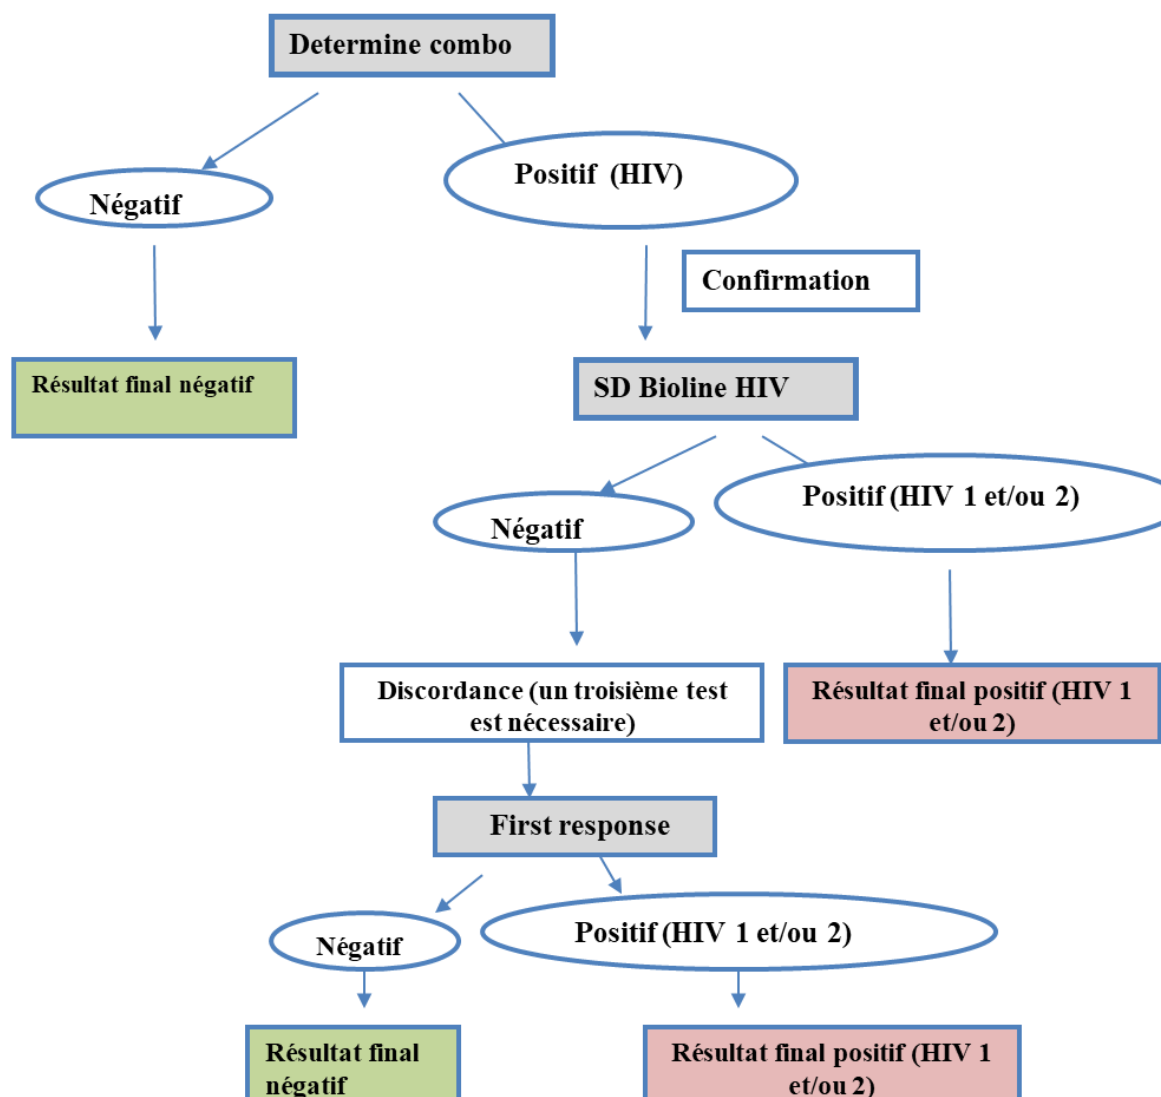 Determine combo
Négatif
Positif (HIV)
Confirmation
Résultat final négatif
SD Bioline HIV
Négatif
Positif (HIV 1 et/ou 2)
Discordance (un troisième test
est nécessaire)
Résultat final positif (HIV 1
et/ou 2)
First response
Négatif
Positif (HIV 1 et/ou 2)
Résultat final
négatif
Résultat final positif (HIV 1
et/ou 2)